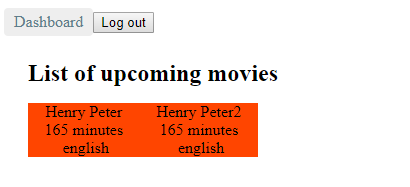 Dashboard Log out
List of upcoming movies
Henry Peter Henry Peter2
165 minutes 165 minutes
english english